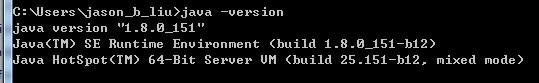 C:\Users\jason_b_liu>java -version
java version "1.8.0_151"
Java(TM) SE Runtime Environment (build 1.8.0_151-b12)
Java HotSpot(TM) 64-Bit Server VM (build 25.151-b12, mixed mode)